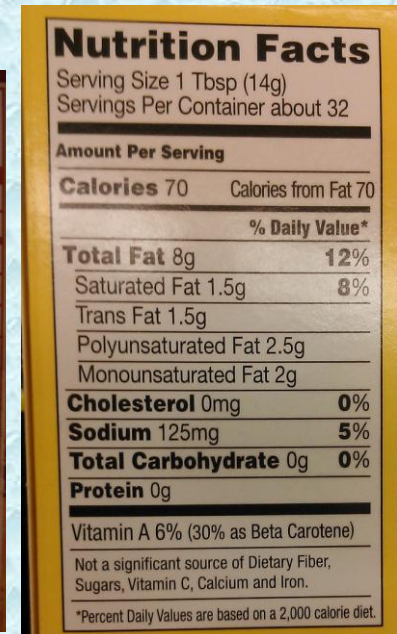 Nutrition Facts
Serving Size 1 Tbsp (14g)
Servings Per Container about 32
Amount Per Serving
Calories 70 Calories from Fat 70
% Daily Value*
Total Fat 8g 12%
Saturated Fat 1.5g 8%
Trans Fat 1.5g
Polyunsaturated Fat 2.5g
Monounsaturated Fat 2g
Cholesterol 0mg 0%
Sodium 125mg 5%
Total Carbohydrate 0g 0%
Protein 0g
Vitamin A 6% (30% as Beta Carotene)
Not a significant source of Dietary Fiber,
Sugars, Vitamin C, Calcium and Iron.
*Percent Daily Values are based on a 2,000 calorie diet.